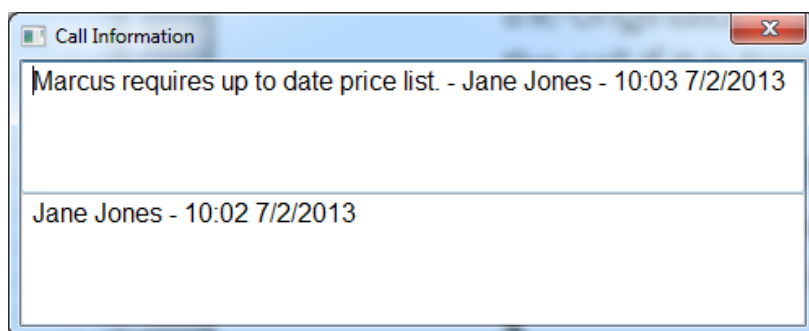 Call Information
Marcus requires up to date price list. - Jane Jones - 10:03 7/2/2013
Jane Jones - 10:02 7/2/2013